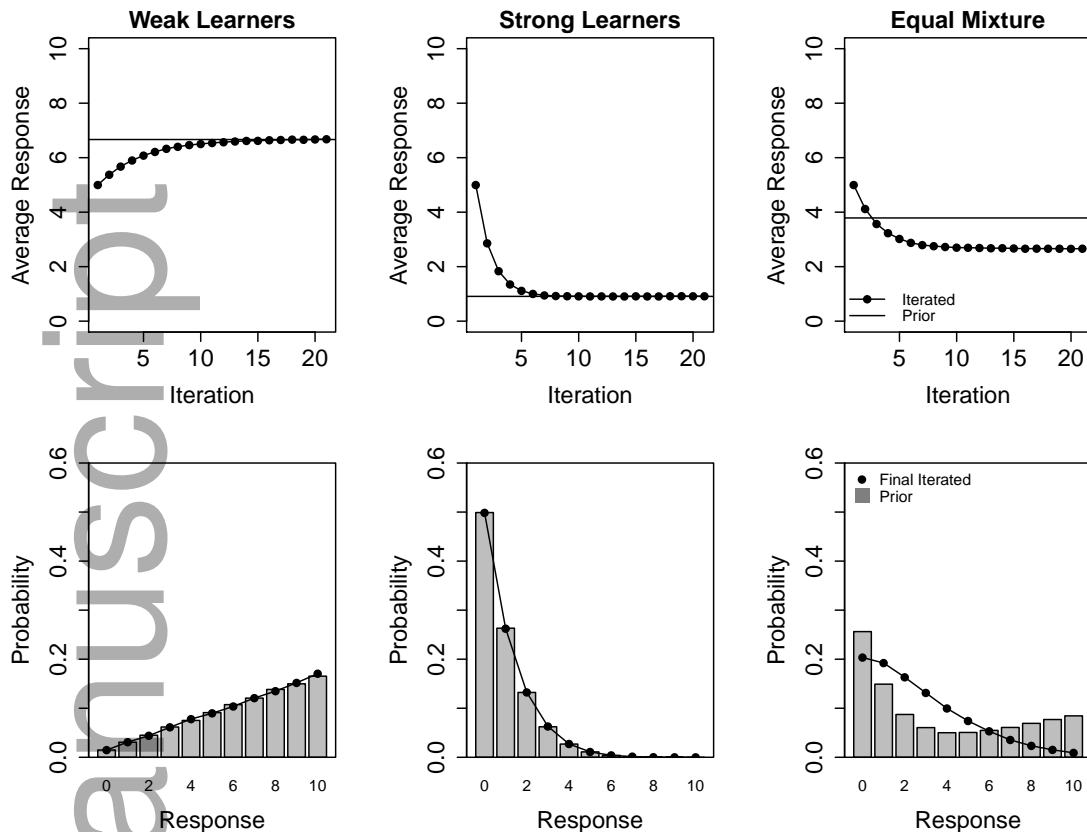 Weak Learners
Strong Learners
Equal Mixture
Average Response
0 2 4 6 8 10
5 10 15 20
Iteration
Average Response
0 2 4 6 8 10
5 10 15 20
Iteration
Average Response
0 2 4 6 8 10
Iterated
Prior
5 10 15 20
Iteration
Probability
0.0 0.2 0.4 0.6
0 2 4 6 8 10
Response
Probability
0.0 0.2 0.4 0.6
0 2 4 6 8 10
Response
Probability
0.0 0.2 0.4 0.6
Final Iterated
Prior
0 2 4 6 8 10
Response
anuscript